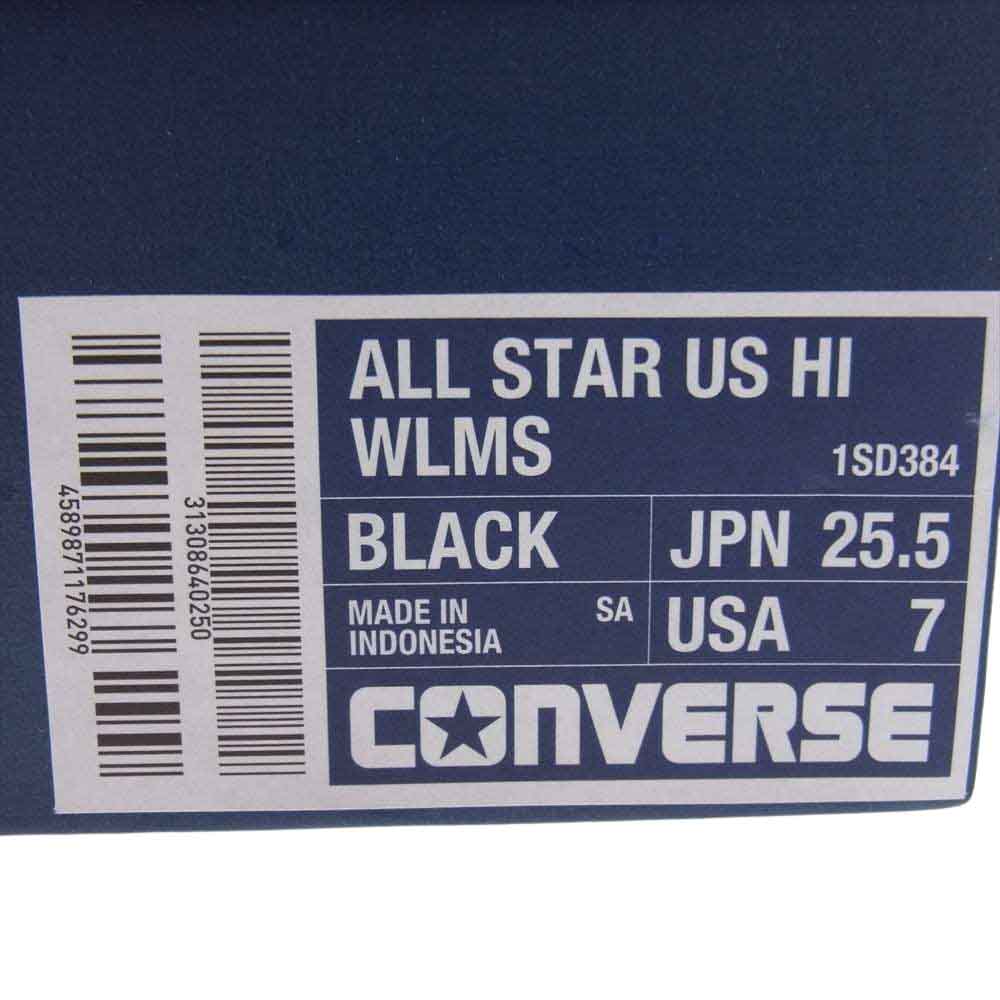 ALL STAR US HI
WLMS 1SD384
BLACK JPN 25.5
MADE IN
INDONESIA SA USA 7
CONVERSE
4589871176299
31308640250